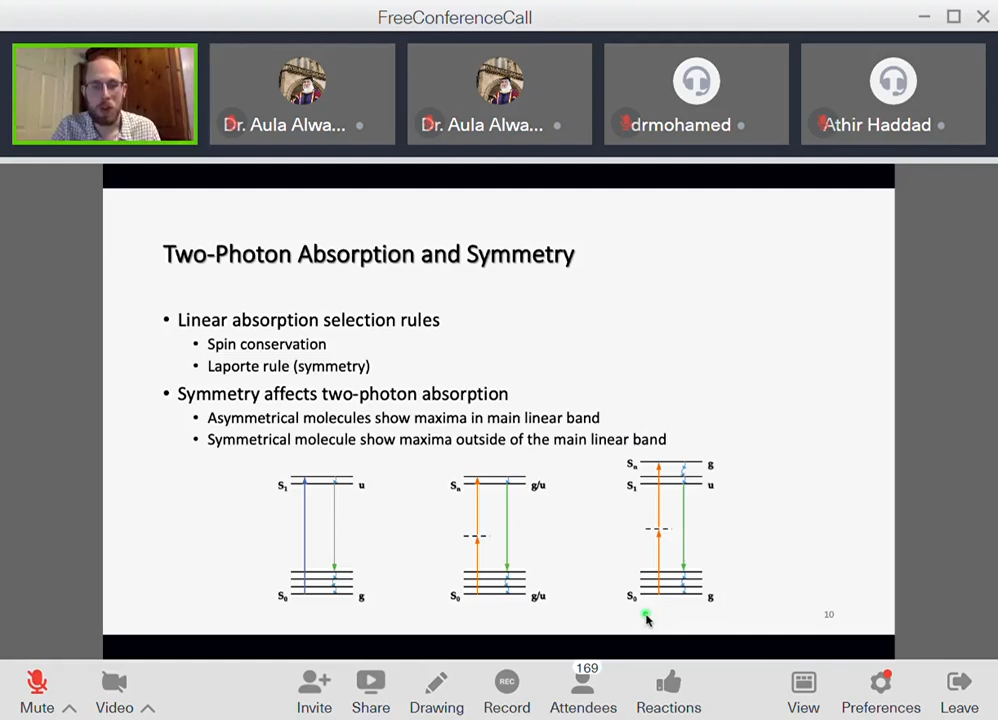 FreeConferenceCall
Dr. Aula Alwa...
Dr. Aula Alwa...
drmohamed
Athir Haddad
Two-Photon Absorption and Symmetry
• Linear absorption selection rules
• Spin conservation
• Laporte rule (symmetry)
• Symmetry affects two-photon absorption
• Asymmetrical molecules show maxima in main linear band
• Symmetrical molecule show maxima outside of the main linear band
S₁ u
S₀ g
Sₙ g/u
S₀ g/u
Sₙ g
S₁ u
S₀ g
10
Mute
Video
Invite
Share
Drawing
REC
Record
169
Attendees
Reactions
View
Preferences
Leave